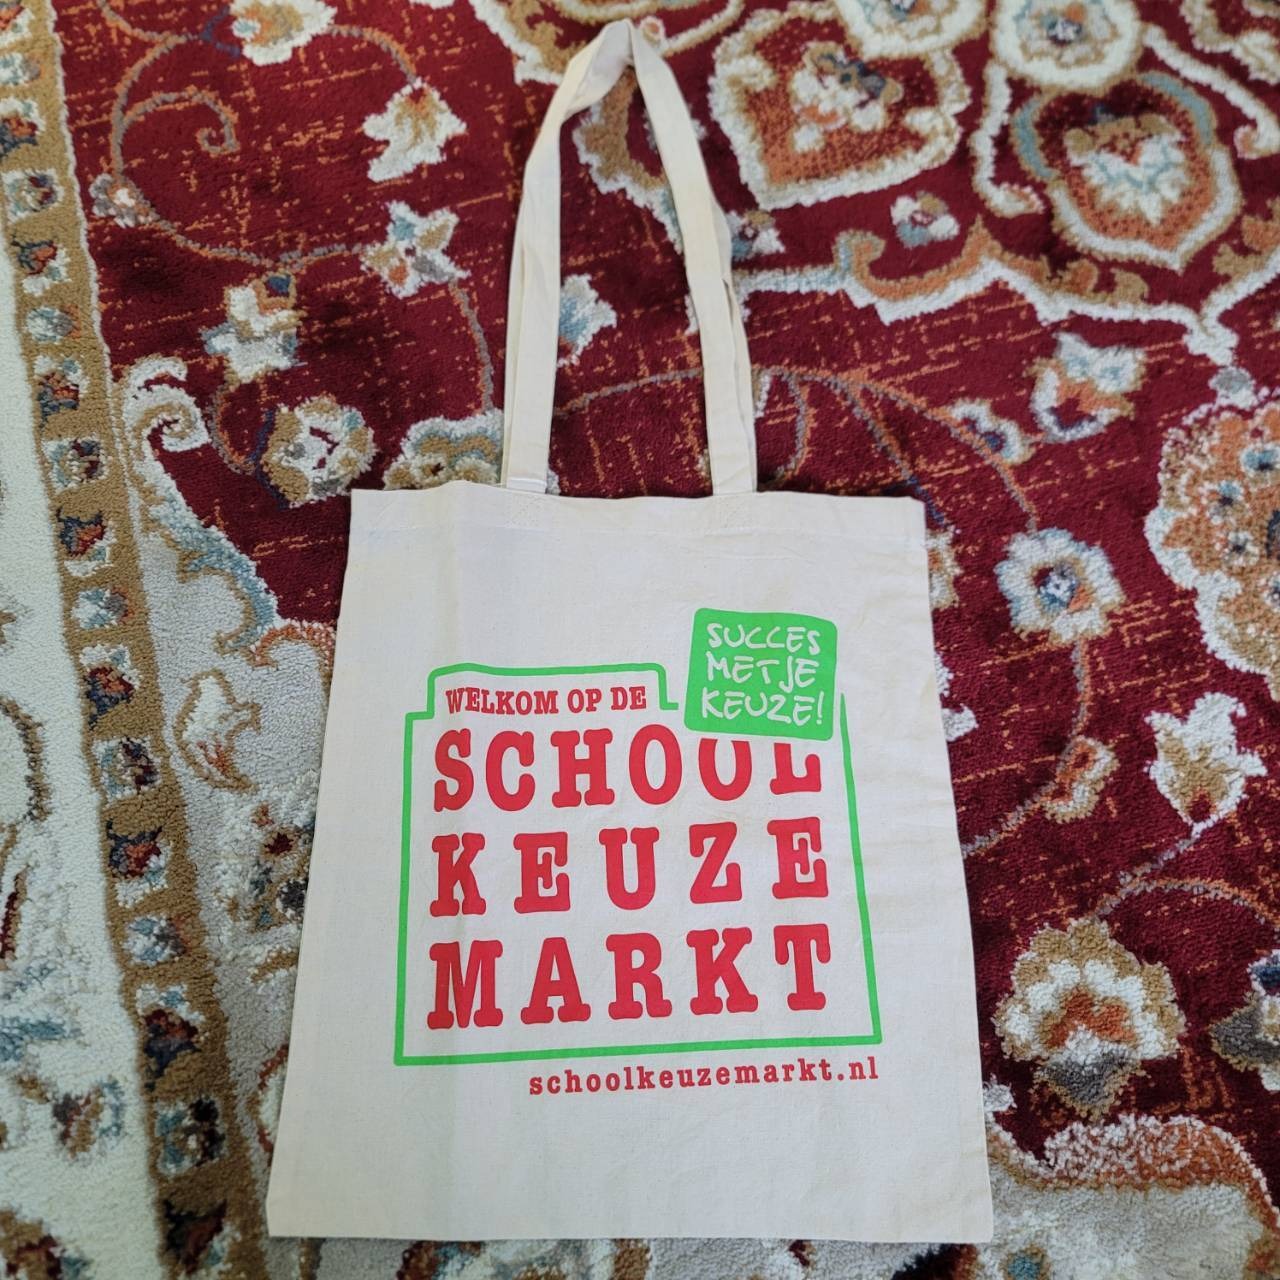 SUCCES
MET JE
KEUZE!
WELKOM OP DE
SCHOOL
KEUZE
MARKT
schoolkeuzemarkt.nl